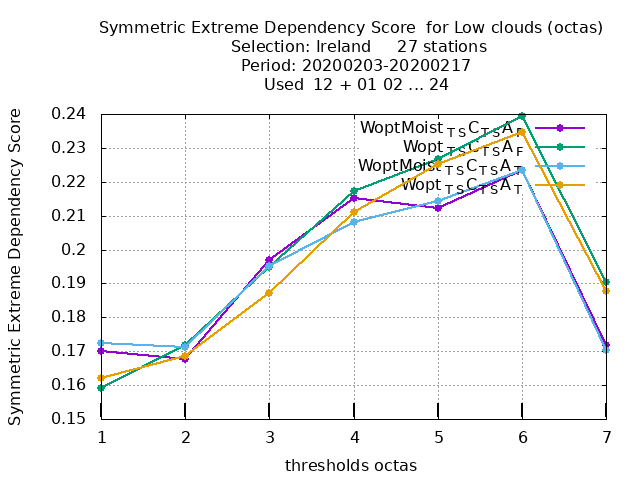 Symmetric Extreme Dependency Score for Low clouds (octas)
Selection: Ireland 27 stations
Period: 20200203-20200217
Used 12 + 01 02 ... 24
Symmetric Extreme Dependency Score
0.24
0.23
0.22
0.21
0.2
0.19
0.18
0.17
0.16
0.15
WoptMoist TS C TS A F
Wopt TS C TS A F
WoptMoist TS C TS A T
Wopt TS C TS A T
1 2 3 4 5 6 7
thresholds octas